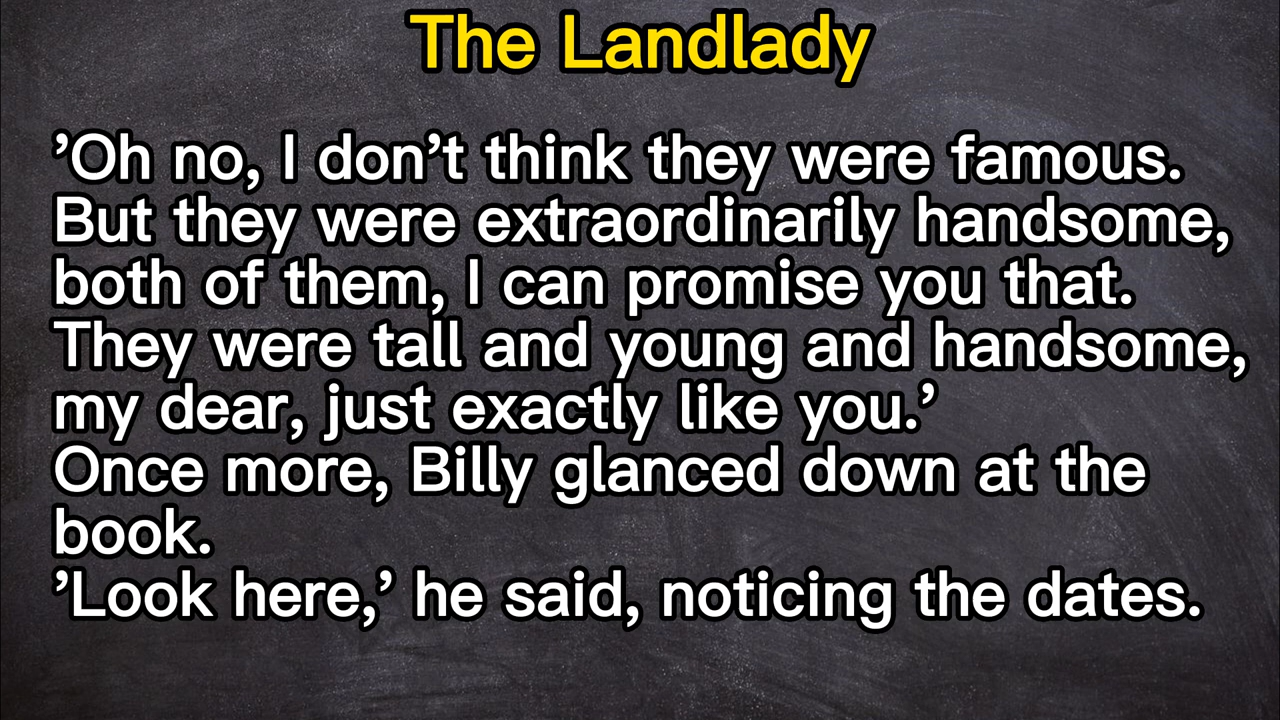 The Landlady
’Oh no, I don’t think they were famous.
But they were extraordinarily handsome,
both of them, I can promise you that.
They were tall and young and handsome,
my dear, just exactly like you.’
Once more, Billy glanced down at the
book.
’Look here,’ he said, noticing the dates.